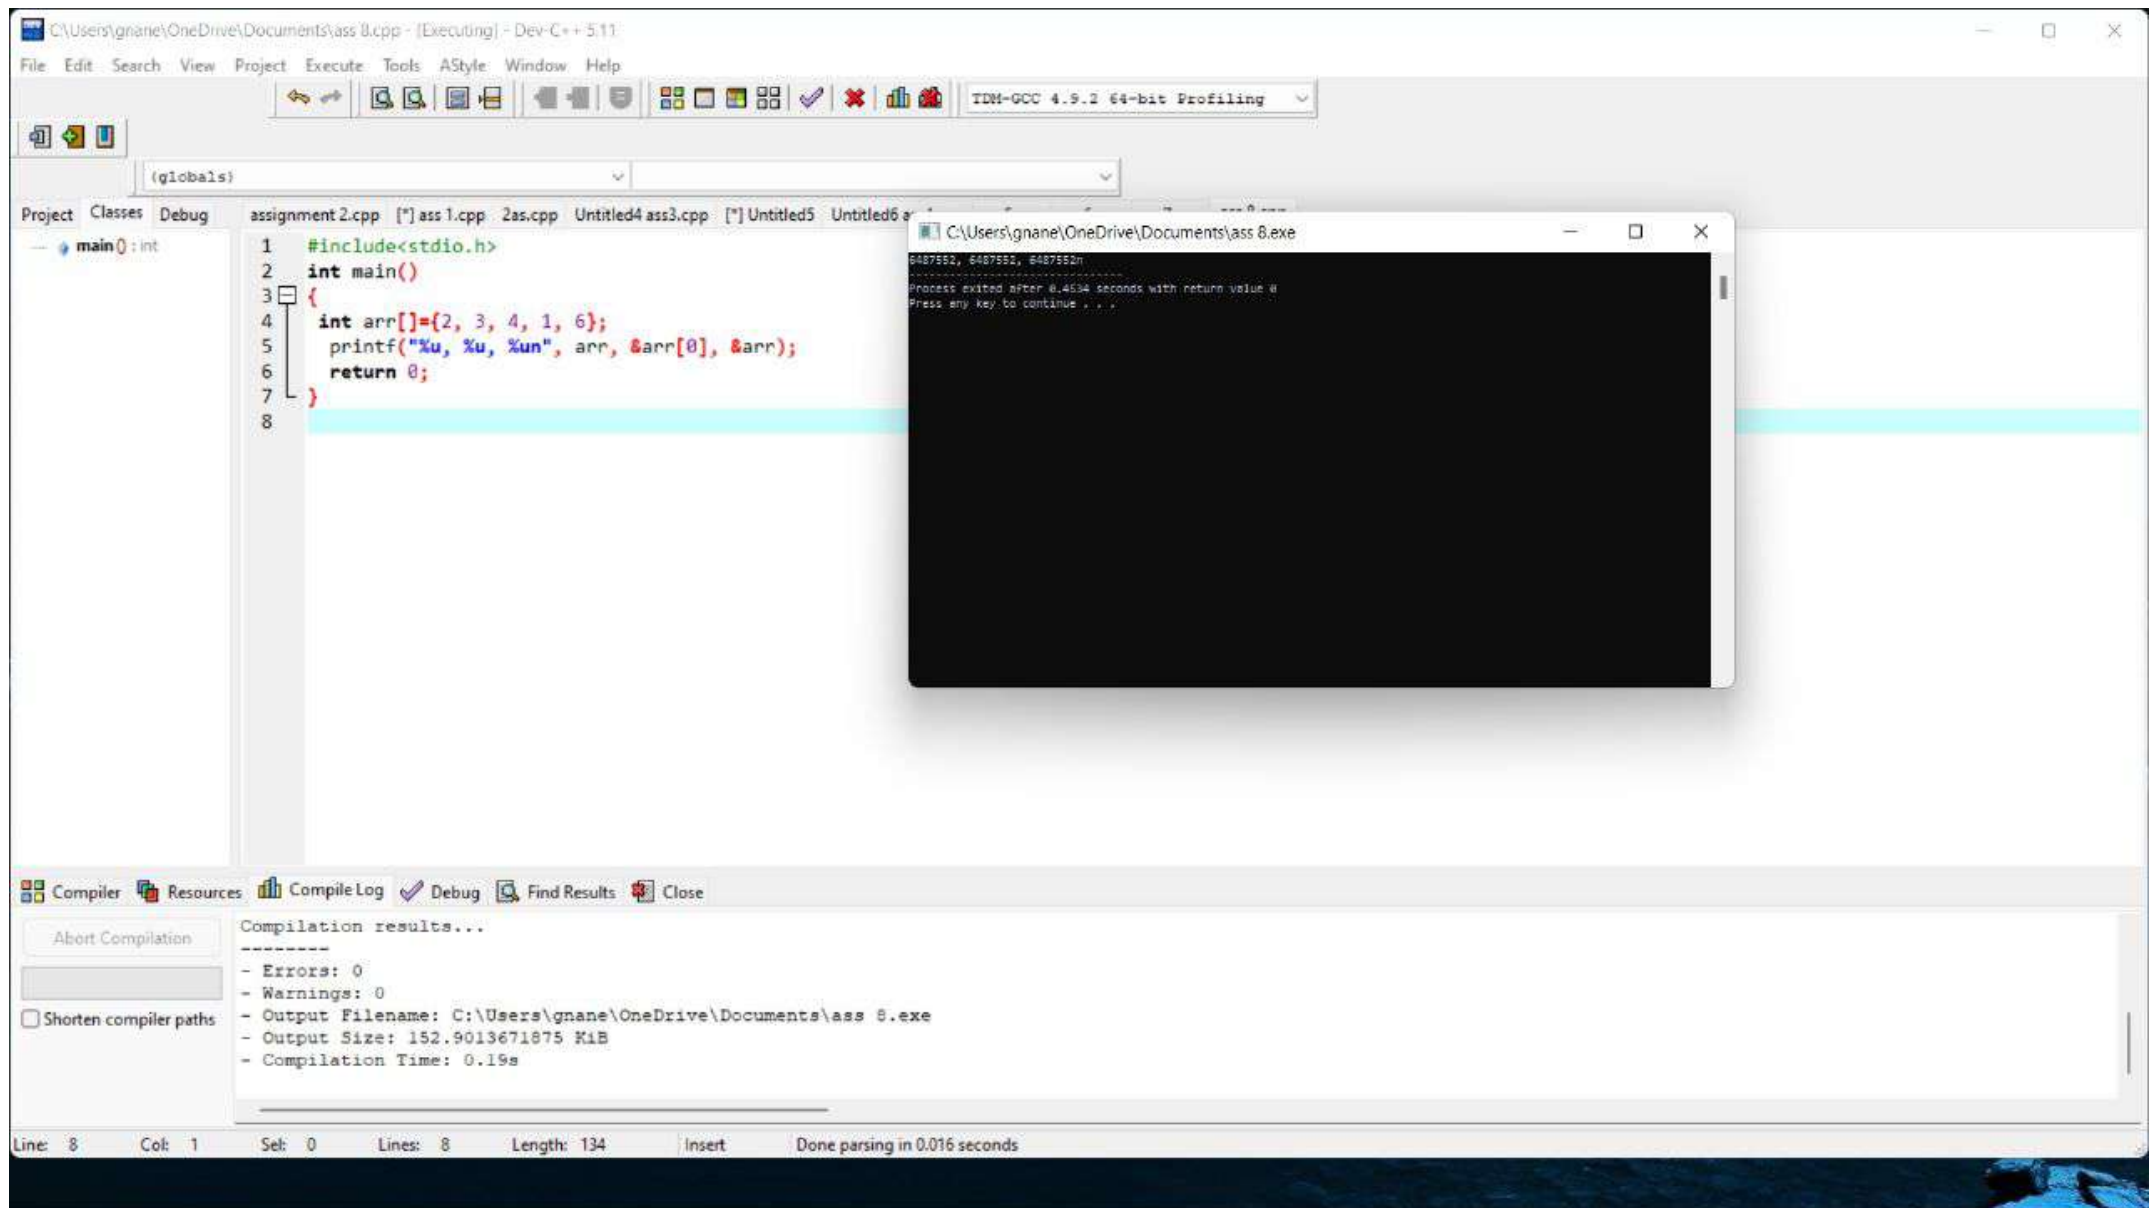 C:\Users\gnane\OneDrive\Documents\ass 8.cpp - [Executing] - Dev-C++ 5.11
File Edit Search View Project Execute Tools AStyle Window Help
TDM-GCC 4.9.2 64-bit Profiling
(globals)
Project Classes Debug
assignment 2.cpp [*] ass 1.cpp 2as.cpp Untitled4 ass3.cpp [*] Untitled5 Untitled6
main() : int
1 #include<stdio.h>
2 int main()
3 {
4 int arr[]={2, 3, 4, 1, 6};
5 printf("%u, %u, %un", arr, &arr[0], &arr);
6 return 0;
7 }
8
C:\Users\gnane\OneDrive\Documents\ass 8.exe
6487552, 6487552, 6487552n
--------------------------------
Process exited after 0.4534 seconds with return value 0
Press any key to continue . . .
Compiler Resources Compile Log Debug Find Results Close
Abort Compilation
Shorten compiler paths
Compilation results...
--------
- Errors: 0
- Warnings: 0
- Output Filename: C:\Users\gnane\OneDrive\Documents\ass 8.exe
- Output Size: 152.9013671875 KiB
- Compilation Time: 0.19s
Line: 8 Col: 1 Sel: 0 Lines: 8 Length: 134 Insert Done parsing in 0.016 seconds